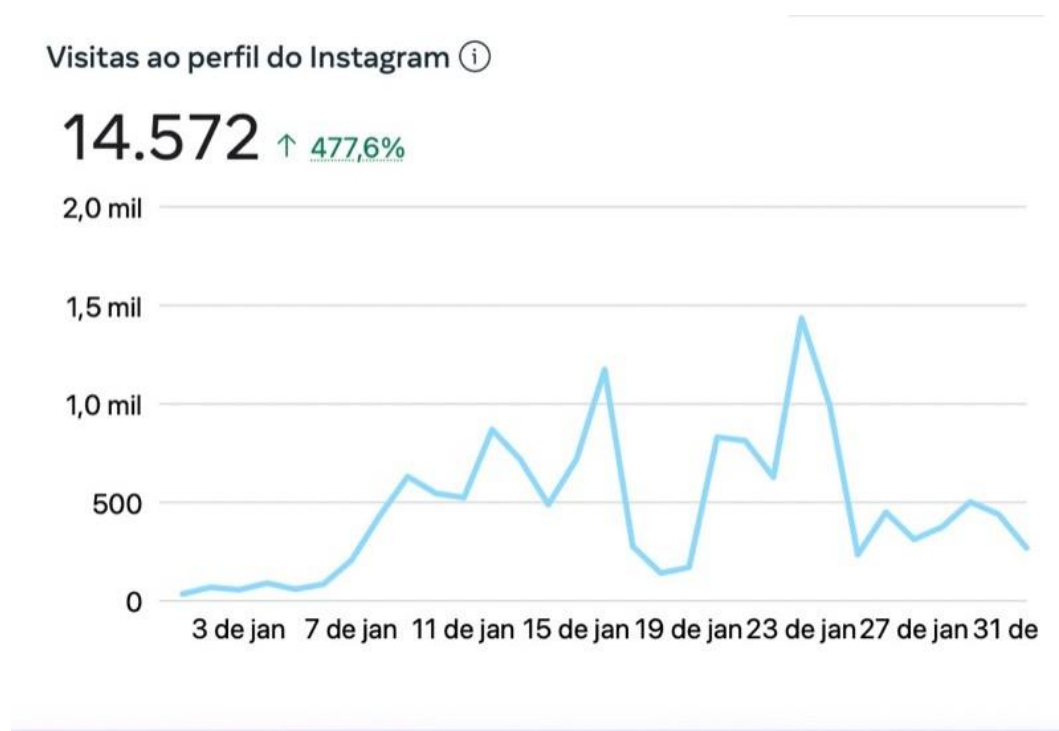 Visitas ao perfil do Instagram ⓘ
14.572 ↑ 477,6%
2,0 mil
1,5 mil
1,0 mil
500
0
3 de jan 7 de jan 11 de jan 15 de jan 19 de jan 23 de jan 27 de jan 31 de